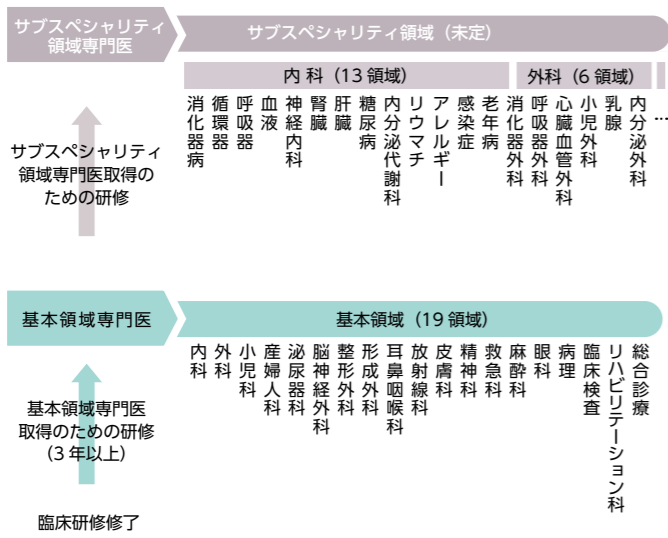 サブスペシャリティ
領域専門医
サブスペシャリティ領域（未定）
内 科（13 領域）
外科（6 領域）
消化器病
循環器
呼吸器
血液
神経内科
腎臓
肝臓
糖尿病
内分泌代謝科
リウマチ
アレルギー
感染症
老年病
消化器外科
呼吸器外科
心臓血管外科
小児外科
乳腺
内分泌外科
…
サブスペシャリティ
領域専門医取得の
ための研修
基本領域専門医
基本領域（19 領域）
内科
外科
小児科
産婦人科
泌尿器科
脳神経外科
整形外科
形成外科
耳鼻咽喉科
放射線科
皮膚科
精神科
救急科
麻酔科
眼科
病理
臨床検査
リハビリテーション科
総合診療
基本領域専門医
取得のための研修
（3 年以上）
臨床研修修了